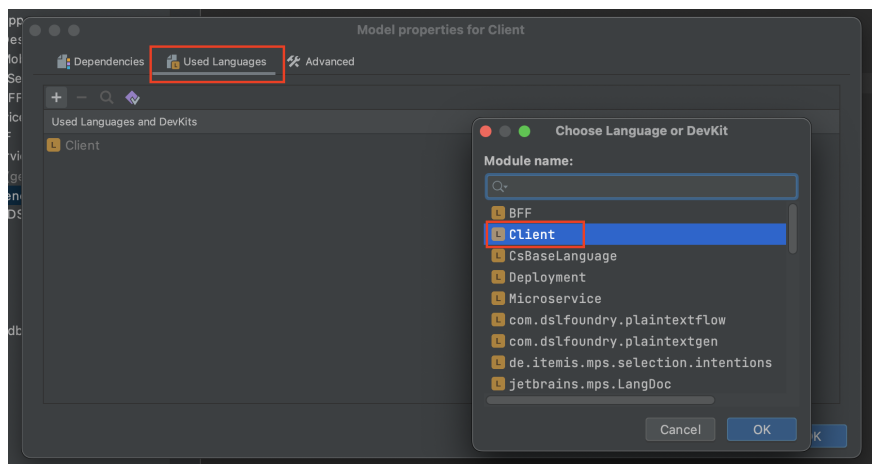 Model properties for Client
Dependencies
Used Languages
Advanced
Used Languages and DevKits
L Client
Choose Language or DevKit
Module name:
L BFF
L Client
L CsBaseLanguage
L Deployment
L Microservice
L com.dslfoundry.plaintextflow
L com.dslfoundry.plaintextgen
L de.itemis.mps.selection.intentions
L jetbrains.mps.LangDoc
Cancel
OK